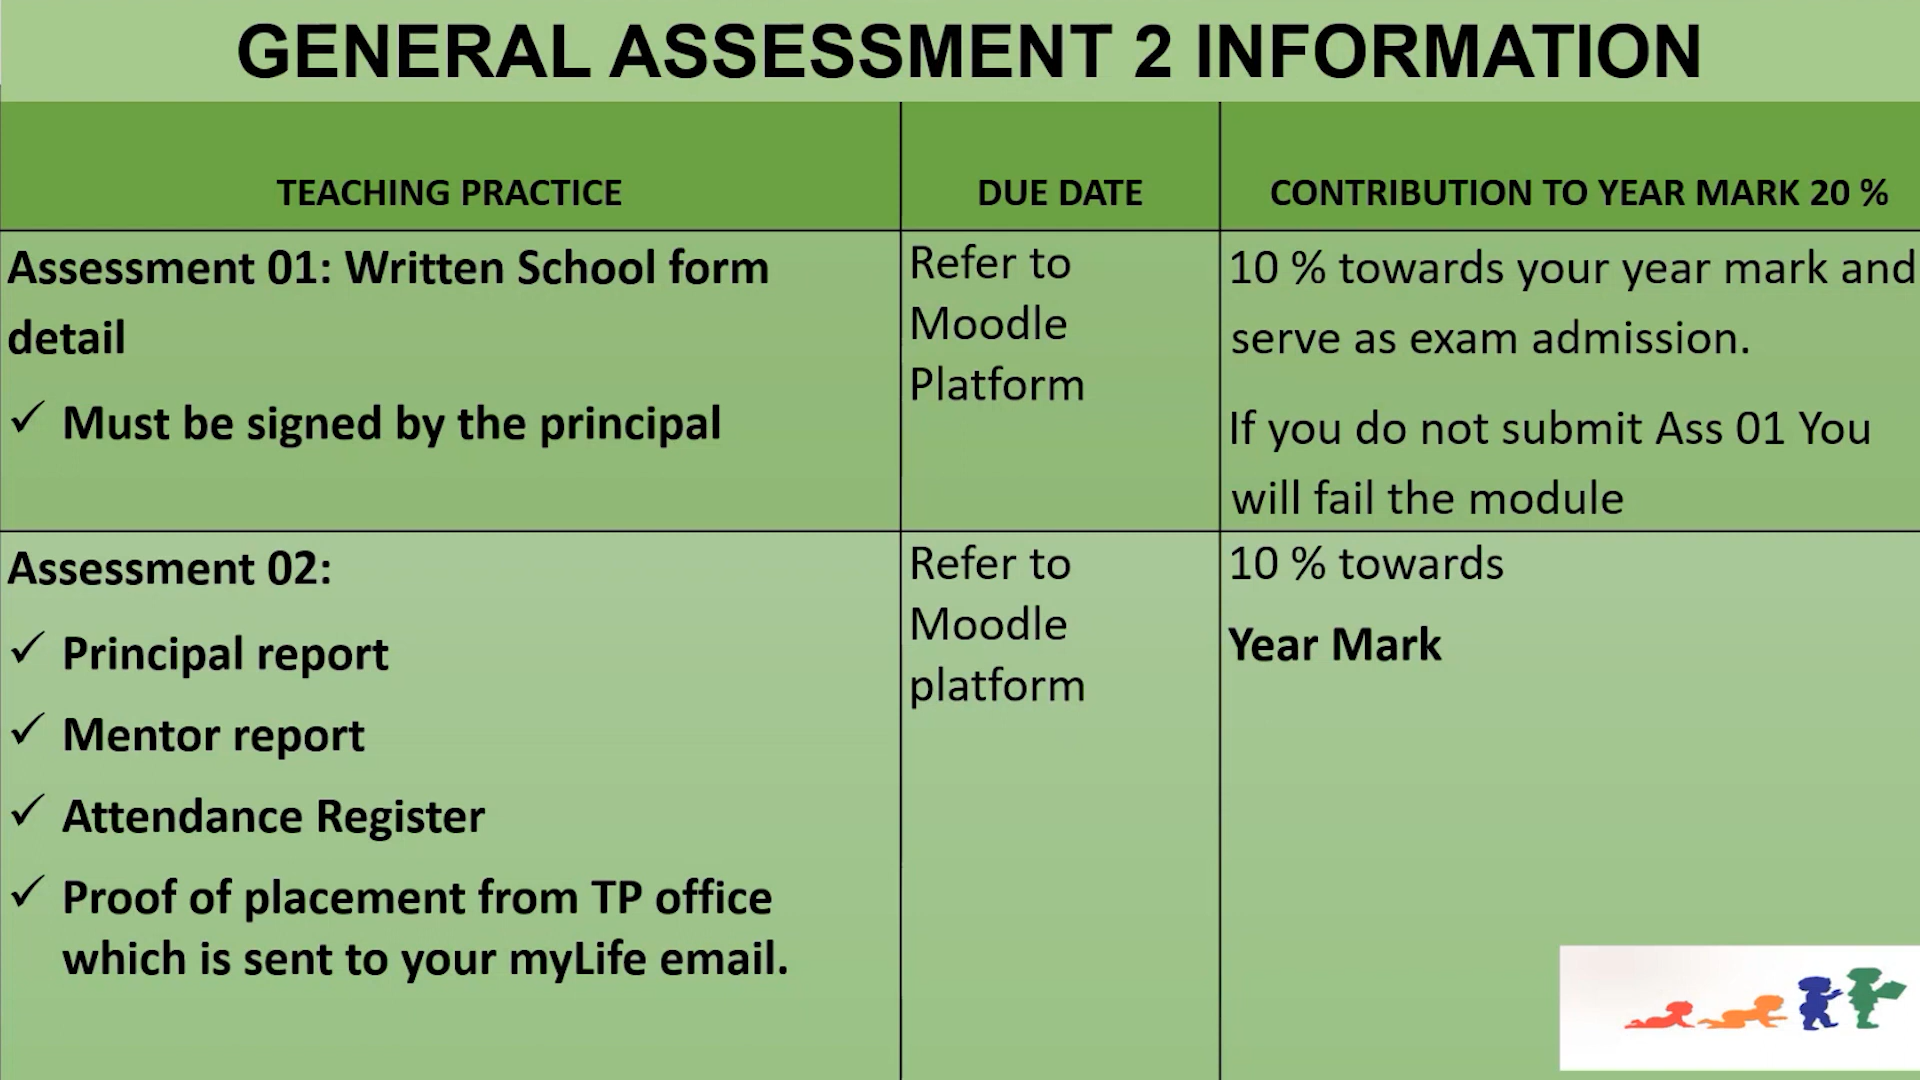 GENERAL ASSESSMENT 2 INFORMATION
TEACHING PRACTICE
DUE DATE
CONTRIBUTION TO YEAR MARK 20 %
Assessment 01: Written School form
detail
✓ Must be signed by the principal
Refer to
Moodle
Platform
10 % towards your year mark and
serve as exam admission.
If you do not submit Ass 01 You
will fail the module
Assessment 02:
✓ Principal report
✓ Mentor report
✓ Attendance Register
✓ Proof of placement from TP office
which is sent to your myLife email.
Refer to
Moodle
platform
10 % towards
Year Mark